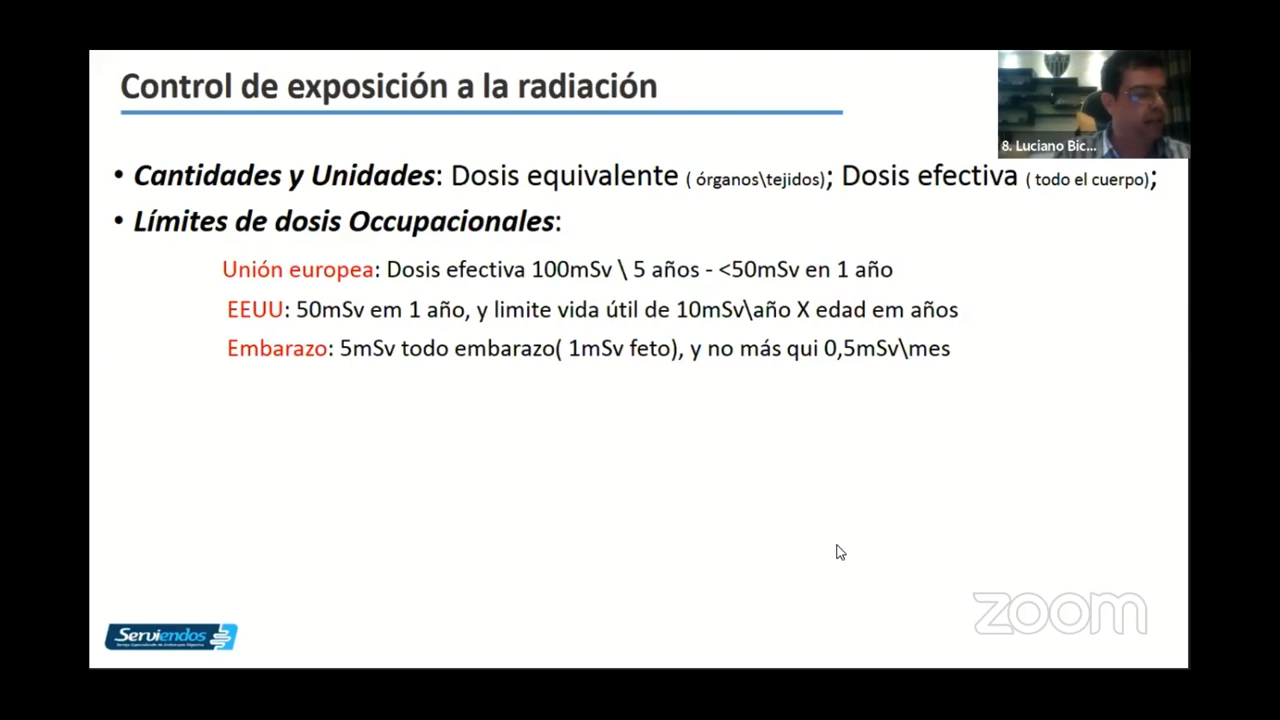 Control de exposición a la radiación
8. Luciano Bic...
• Cantidades y Unidades: Dosis equivalente ( órganos\tejidos); Dosis efectiva ( todo el cuerpo);
• Límites de dosis Occupacionales:
Unión europea: Dosis efectiva 100mSv \ 5 años - <50mSv en 1 año
EEUU: 50mSv em 1 año, y limite vida útil de 10mSv\año X edad em años
Embarazo: 5mSv todo embarazo( 1mSv feto), y no más qui 0,5mSv\mes
zoom
Serviendos